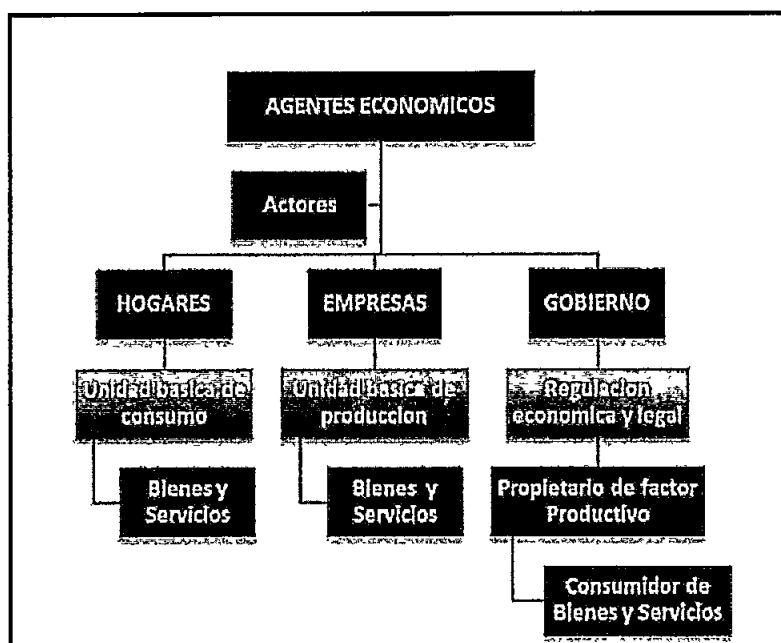 AGENTES ECONOMICOS
Actores
HOGARES
EMPRESAS
GOBIERNO
Unidad basica de
consumo
Unidad basica de
produccion
Regulacion
economica y legal
Bienes y
Servicios
Bienes y
Servicios
Propietario de factor
Productivo
Consumidor de
Bienes y Servicios